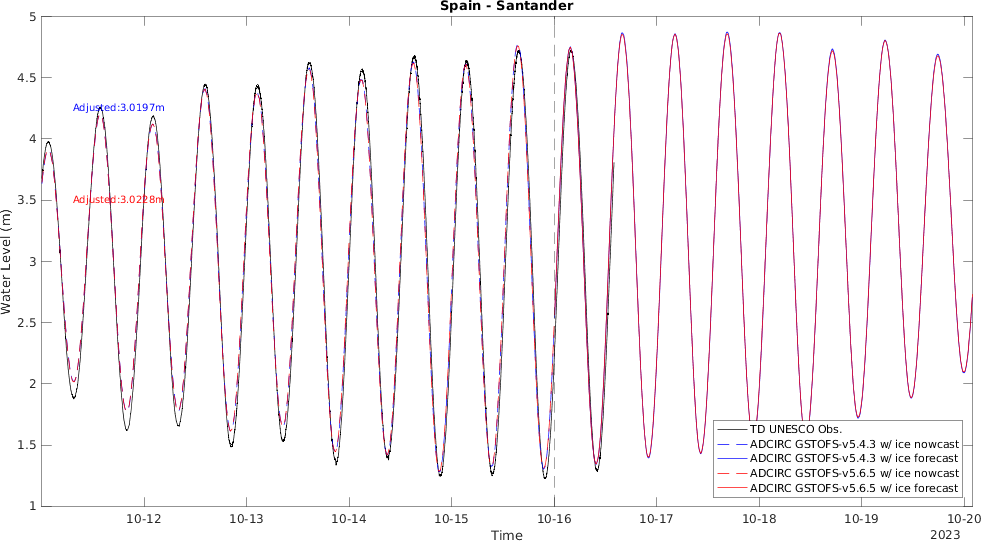 Spain - Santander
5
4.5
4
3.5
3
2.5
2
1.5
1
Water Level (m)
Adjusted:3.0197m
Adjusted:3.0228m
TD UNESCO Obs.
ADCIRC GSTOFS-v5.4.3 w/ ice nowcast
ADCIRC GSTOFS-v5.4.3 w/ ice forecast
ADCIRC GSTOFS-v5.6.5 w/ ice nowcast
ADCIRC GSTOFS-v5.6.5 w/ ice forecast
10-12 10-13 10-14 10-15 10-16 10-17 10-18 10-19 10-20
Time
2023